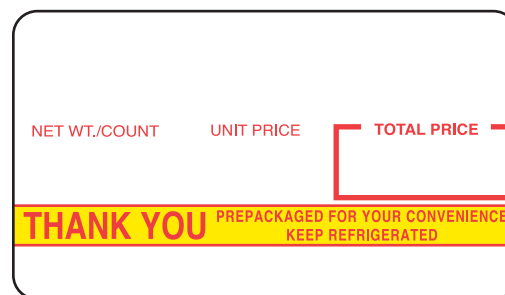 NET WT./COUNT UNIT PRICE TOTAL PRICE
THANK YOU PREPACKAGED FOR YOUR CONVENIENCE
KEEP REFRIGERATED